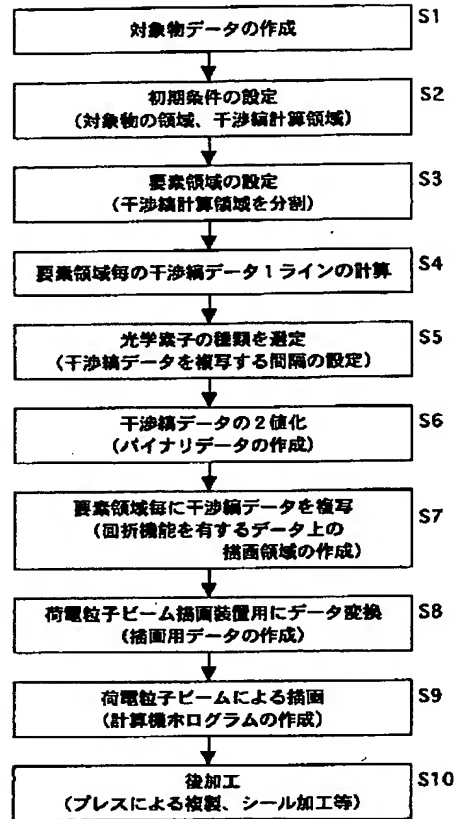 対象物データの作成 S1
初期条件の設定 S2
(対象物の領域、干渉縞計算領域)
要素領域の設定 S3
(干渉縞計算領域を分割)
要素領域毎の干渉縞データ1ラインの計算 S4
光学素子の種類を選定 S5
(干渉縞データを複写する間隔の設定)
干渉縞データの2値化 S6
(バイナリデータの作成)
要素領域毎に干渉縞データを複写 S7
(回折機能を有するデータ上の
描画領域の作成)
荷電粒子ビーム描画装置用にデータ変換 S8
(描画用データの作成)
荷電粒子ビームによる描画 S9
(計算機ホログラムの作成)
後加工 S10
(プレスによる複製、シール加工等)